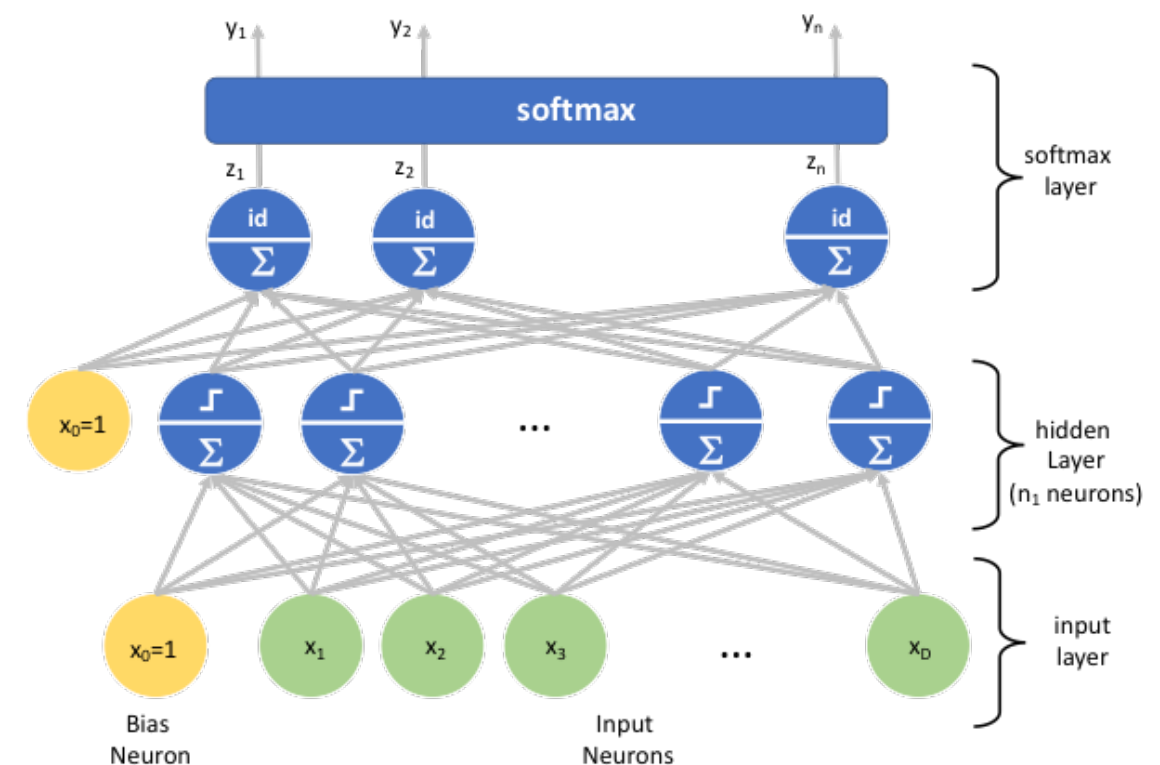 y₁ y₂ yₙ
softmax
z₁ z₂ zₙ
softmax
layer
id id id
Σ Σ Σ
x₀=1 ...
Σ Σ Σ Σ
hidden
Layer
(n₁ neurons)
x₀=1 x₁ x₂ x₃ ... x_D
input
layer
Bias
Neuron
Input
Neurons